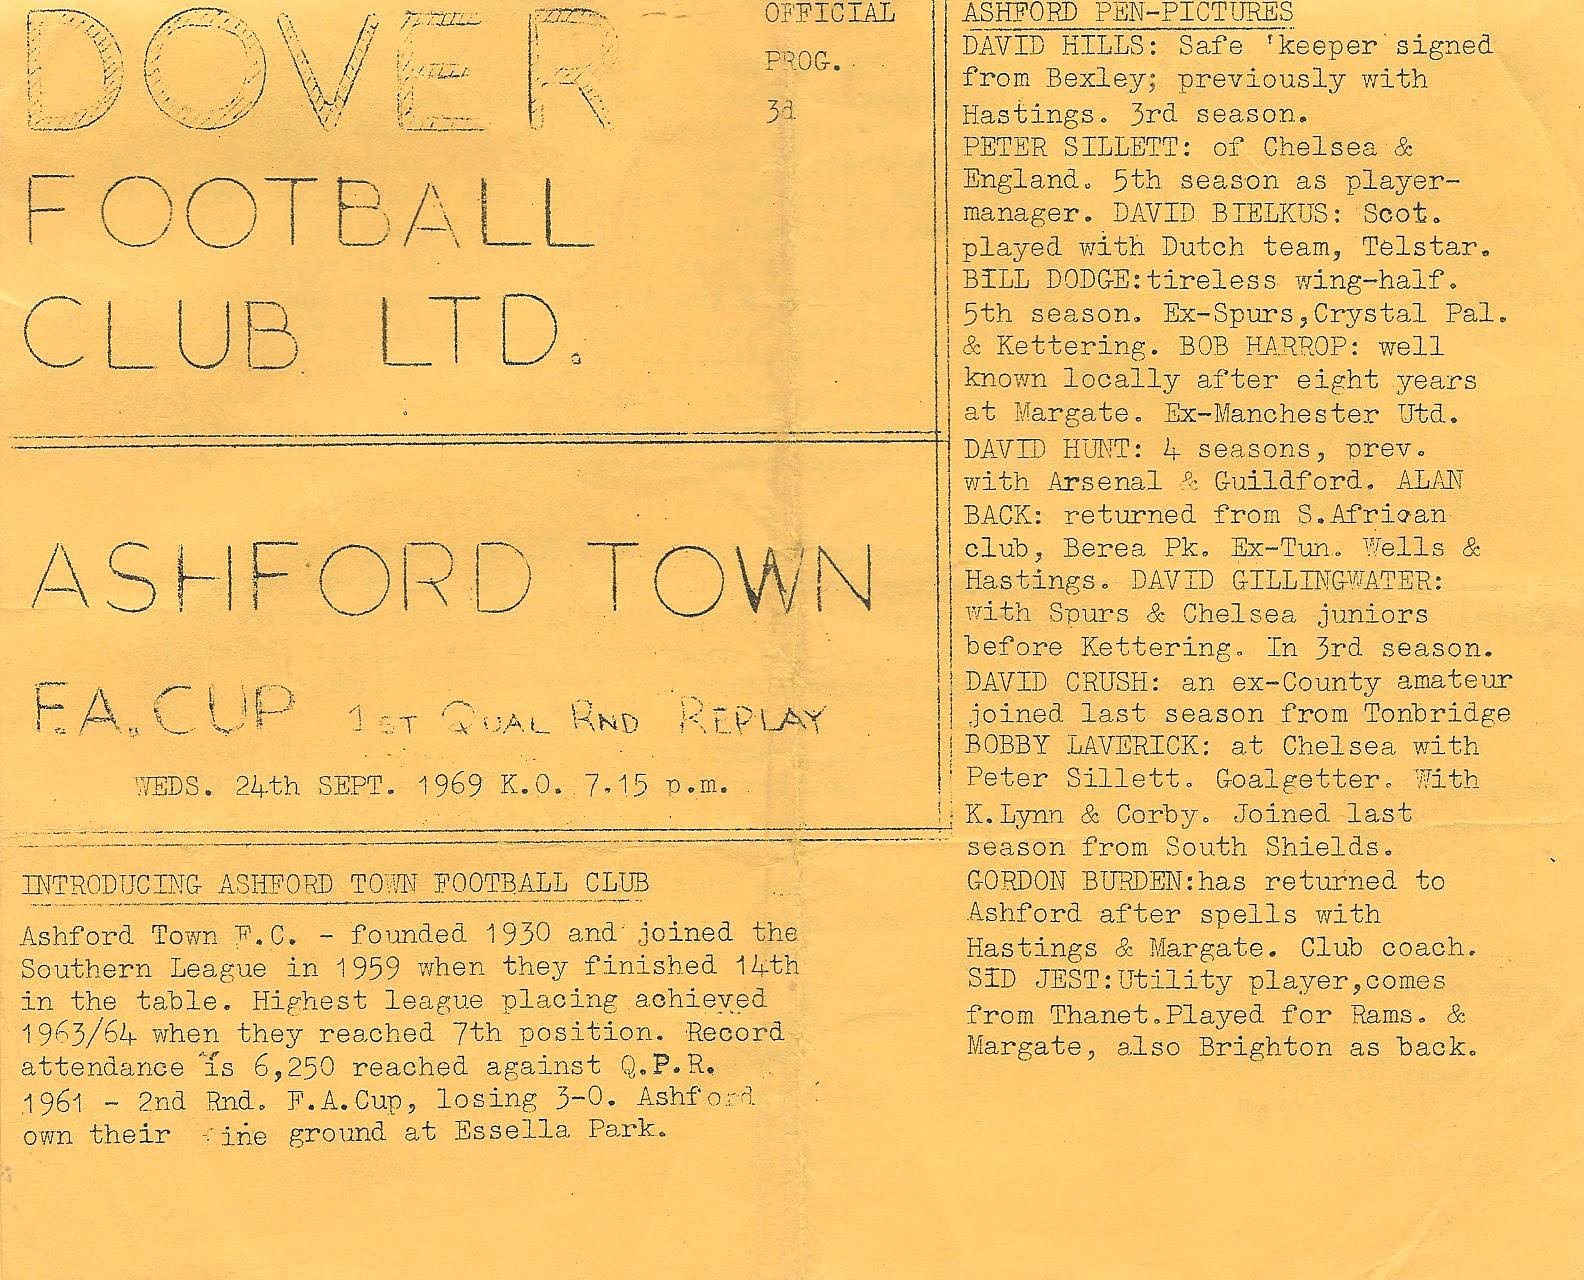 DOVER
FOOTBALL
CLUB LTD.
OFFICIAL
PROG.
3d
ASHFORD TOWN
F.A. CUP 1ST QUAL RND REPLAY
WEDS. 24th SEPT. 1969 K.O. 7.15 p.m.
INTRODUCING ASHFORD TOWN FOOTBALL CLUB
Ashford Town F.C. - founded 1930 and joined the
Southern League in 1959 when they finished 14th
in the table. Highest league placing achieved
1963/64 when they reached 7th position. Record
attendance is 6,250 reached against Q.P.R.
1961 - 2nd Rnd. F.A.Cup, losing 3-0. Ashford
own their fine ground at Essella Park.
ASHFORD PEN-PICTURES
DAVID HILLS: Safe 'keeper signed
from Bexley; previously with
Hastings. 3rd season.
PETER SILLETT: of Chelsea &
England. 5th season as player-
manager. DAVID BIELKUS: Scot.
played with Dutch team, Telstar.
BILL DODGE:tireless wing-half.
5th season. Ex-Spurs,Crystal Pal.
& Kettering. BOB HARROP: well
known locally after eight years
at Margate. Ex-Manchester Utd.
DAVID HUNT: 4 seasons, prev.
with Arsenal & Guildford. ALAN
BACK: returned from S.African
club, Berea Pk. Ex-Tun. Wells &
Hastings. DAVID GILLINGWATER:
with Spurs & Chelsea juniors
before Kettering. In 3rd season.
DAVID CRUSH: an ex-County amateur
joined last season from Tonbridge
BOBBY LAVERICK: at Chelsea with
Peter Sillett. Goalgetter. With
K.Lynn & Corby. Joined last
season from South Shields.
GORDON BURDEN:has returned to
Ashford after spells with
Hastings & Margate. Club coach.
SID JEST:Utility player,comes
from Thanet.Played for Rams. &
Margate, also Brighton as back.